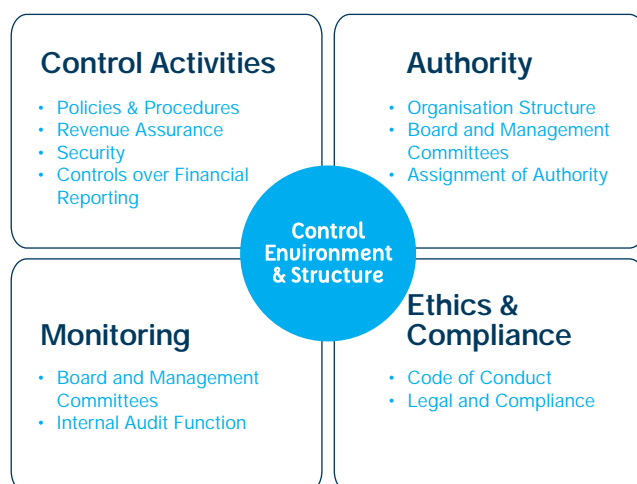 Control Activities
• Policies & Procedures
• Revenue Assurance
• Security
• Controls over Financial
Reporting
Authority
• Organisation Structure
• Board and Management
Committees
• Assignment of Authority
Control
Environment
& Structure
Monitoring
• Board and Management
Committees
• Internal Audit Function
Ethics &
Compliance
• Code of Conduct
• Legal and Compliance